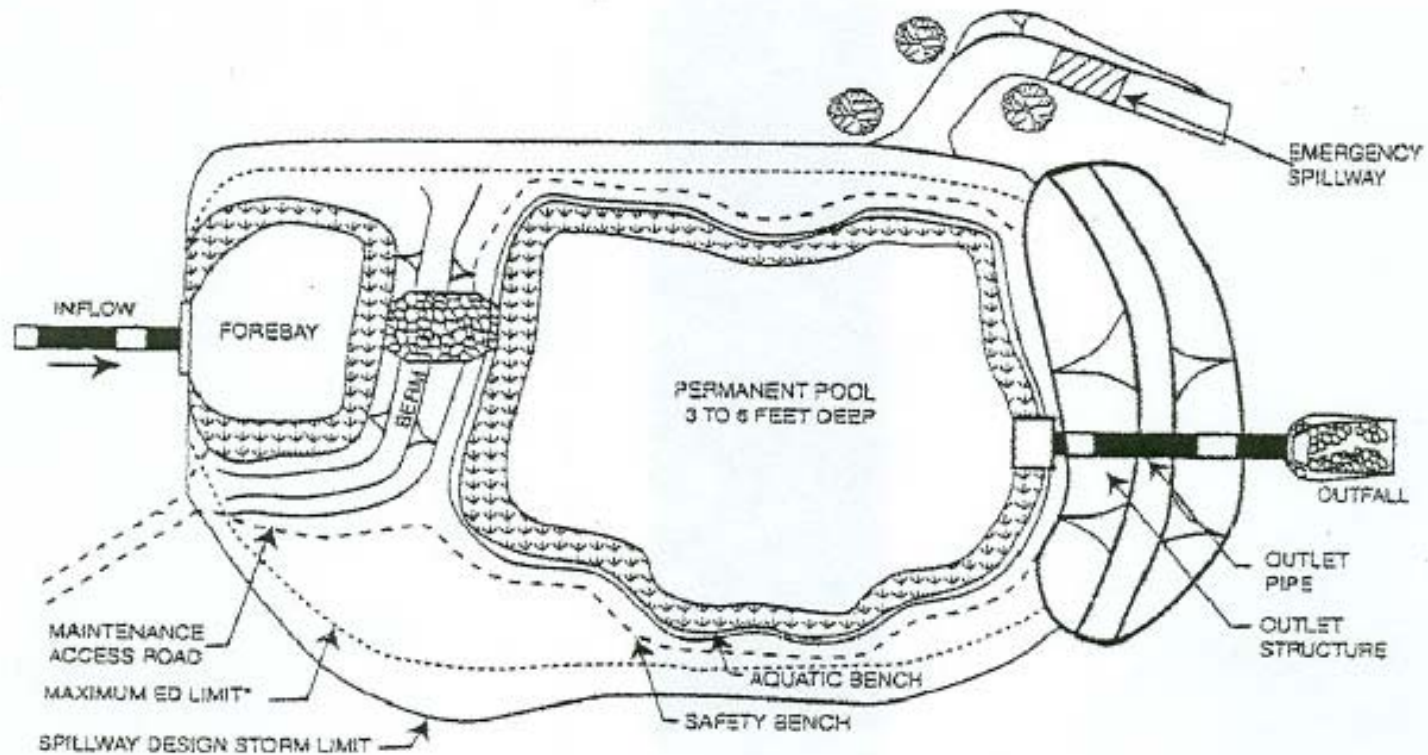 EMERGENCY
SPILLWAY
INFLOW
FOREBAY
BERM
PERMANENT POOL
3 TO 6 FEET DEEP
OUTFALL
OUTLET
PIPE
OUTLET
STRUCTURE
MAINTENANCE
ACCESS ROAD
AQUATIC BENCH
MAXIMUM ED LIMIT*
SAFETY BENCH
SPILLWAY DESIGN STORM LIMIT